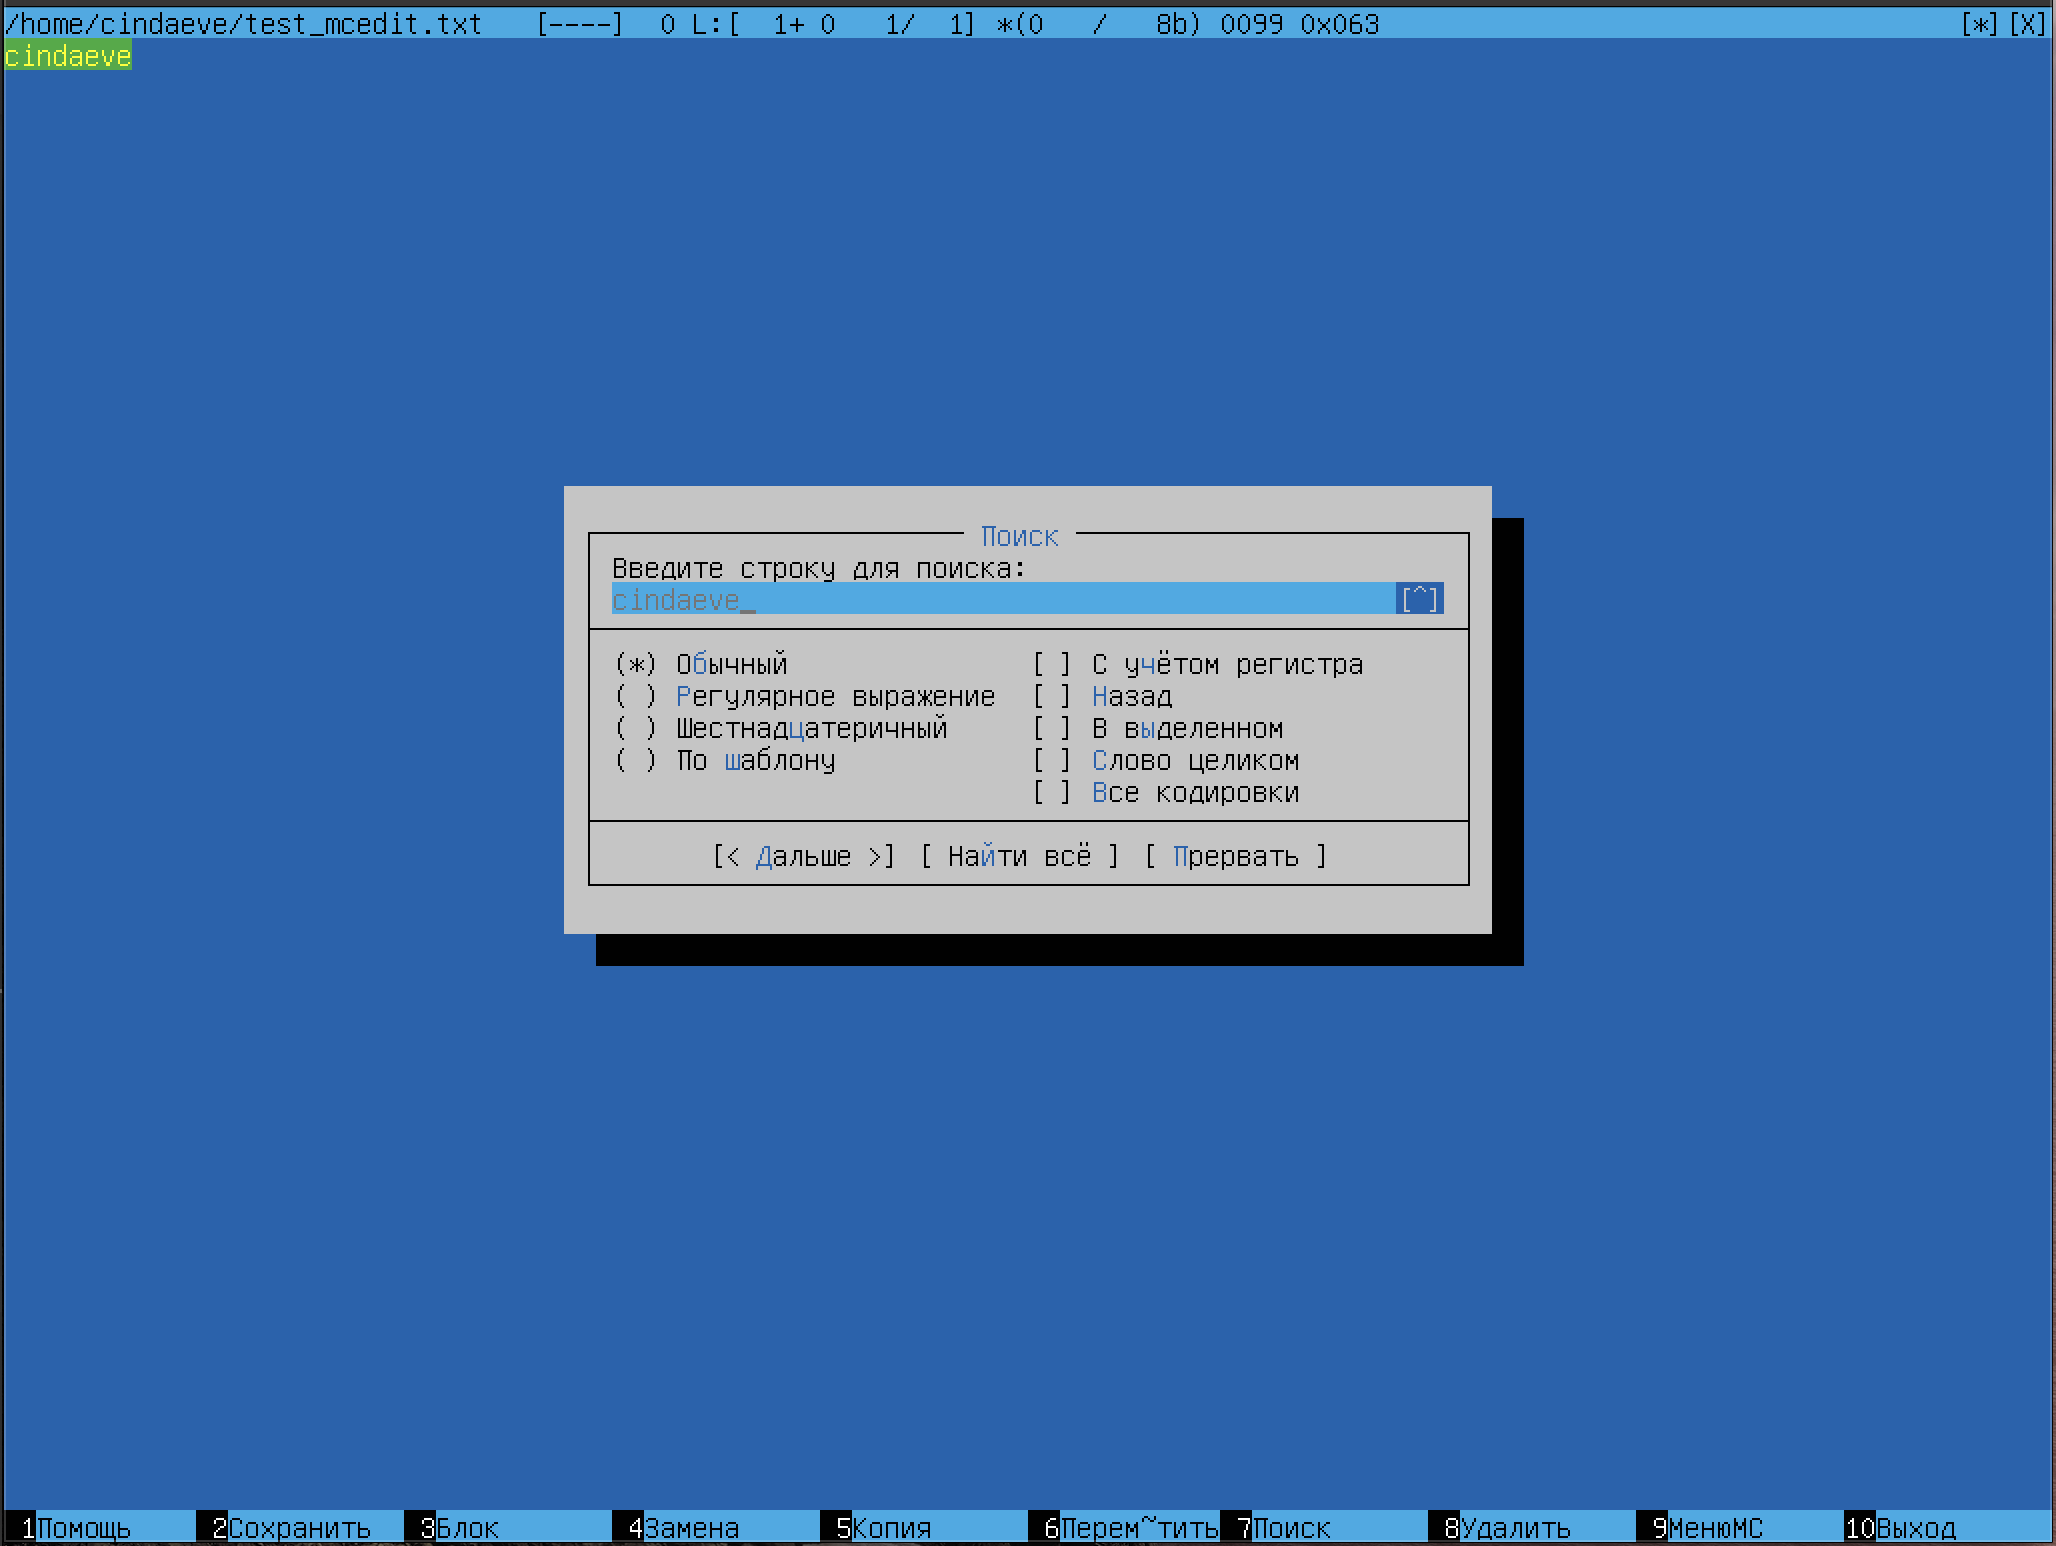 /home/cindaeve/test_mcedit.txt [----] 0 L:[ 1+ 0 1/ 1] *(0 / 8b) 0099 0x063 [*][X]
cindaeve
Поиск
Введите строку для поиска:
cindaeve_ [^]
(*) Обычный [ ] С учётом регистра
( ) Регулярное выражение [ ] Назад
( ) Шестнадцатеричный [ ] В выделенном
( ) По шаблону [ ] Слово целиком
[ ] Все кодировки
[< Дальше >] [ Найти всё ] [ Прервать ]
1Помощь 2Сохранить 3Блок 4Замена 5Копия 6Перем~тить 7Поиск 8Удалить 9МенюMC 10Выход